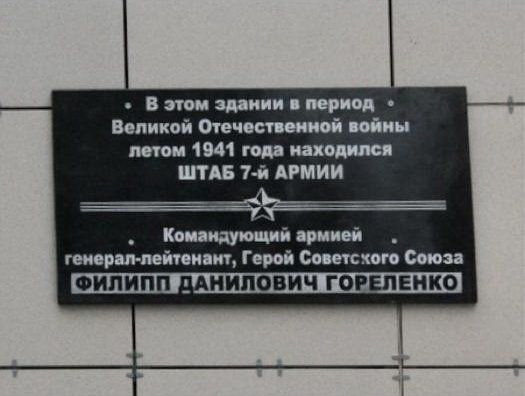 В этом здании в период
Великой Отечественной войны
летом 1941 года находился
ШТАБ 7-й АРМИИ
Командующий армией
генерал-лейтенант, Герой Советского Союза
ФИЛИПП ДАНИЛОВИЧ ГОРЕЛЕНКО